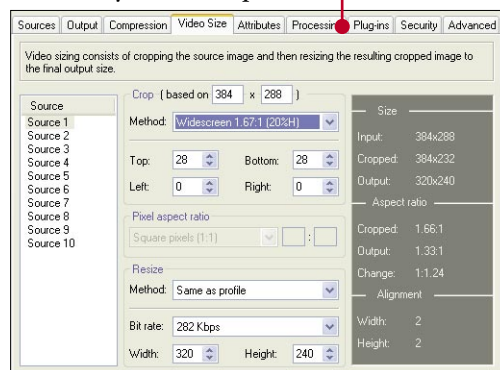 Sources Output Compression Video Size Attributes Processing Plug-ins Security Advanced
Video sizing consists of cropping the source image and then resizing the resulting cropped image to
the final output size.
Source
Source 1
Source 2
Source 3
Source 4
Source 5
Source 6
Source 7
Source 8
Source 9
Source 10
Crop ( based on 384 x 288 )
Method: Widescreen 1.67:1 (20%H)
Top: 28 Bottom: 28
Left: 0 Right: 0
Pixel aspect ratio
Square pixels (1:1) :
Resize
Method: Same as profile
Bit rate: 282 Kbps
Width: 320 Height: 240
Size
Input: 384x288
Cropped: 384x232
Output: 320x240
Aspect ratio
Cropped: 1.66:1
Output: 1.33:1
Change: 1:1.24
Alignment
Width: 2
Height: 2